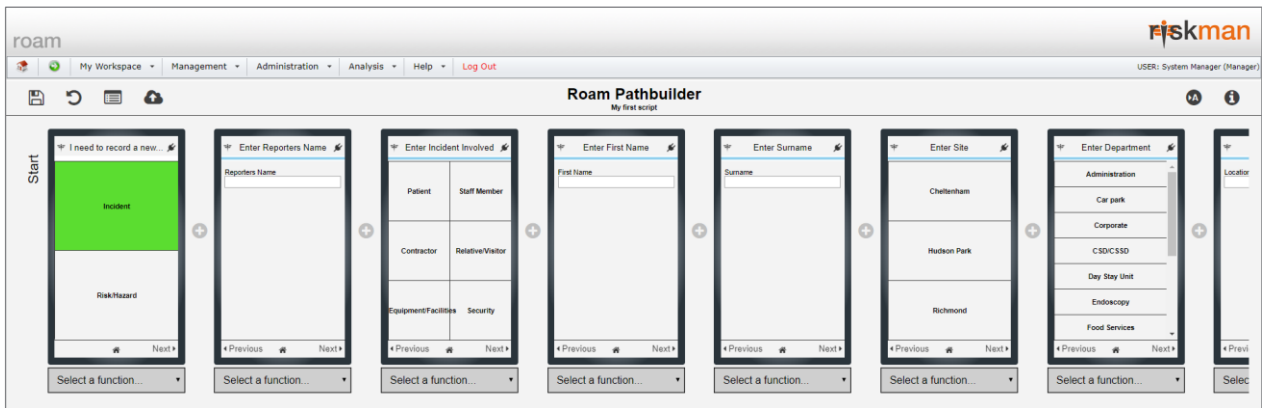 roam
riskman
My Workspace
Management
Administration
Analysis
Help
Log Out
USER: System Manager (Manager)
Roam Pathbuilder
My first script
A
i
Start
I need to record a new...
Incident
Risk/Hazard
Next
Select a function...
Enter Reporters Name
Reporters Name
Previous
Next
Select a function...
Enter Incident Involved
Patient
Staff Member
Contractor
Relative/Visitor
Equipment/Facilities
Security
Previous
Next
Select a function...
Enter First Name
First Name
Previous
Next
Select a function...
Enter Surname
Surname
Previous
Next
Select a function...
Enter Site
Cheltenham
Hudson Park
Richmond
Previous
Next
Select a function...
Enter Department
Administration
Car park
Corporate
CSD/CSSD
Day Stay Unit
Endoscopy
Food Services
Previous
Next
Select a function...
Location
Previ
Selec